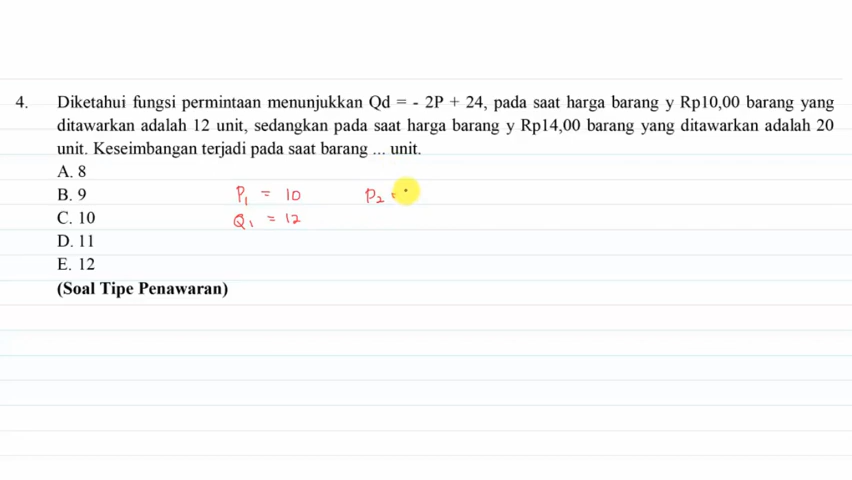 4. Diketahui fungsi permintaan menunjukkan Qd = - 2P + 24, pada saat harga barang y Rp10,00 barang yang
ditawarkan adalah 12 unit, sedangkan pada saat harga barang y Rp14,00 barang yang ditawarkan adalah 20
unit. Keseimbangan terjadi pada saat barang ... unit.
A. 8
B. 9
P₁ = 10 P₂ =
C. 10
Q₁ = 12
D. 11
E. 12
(Soal Tipe Penawaran)